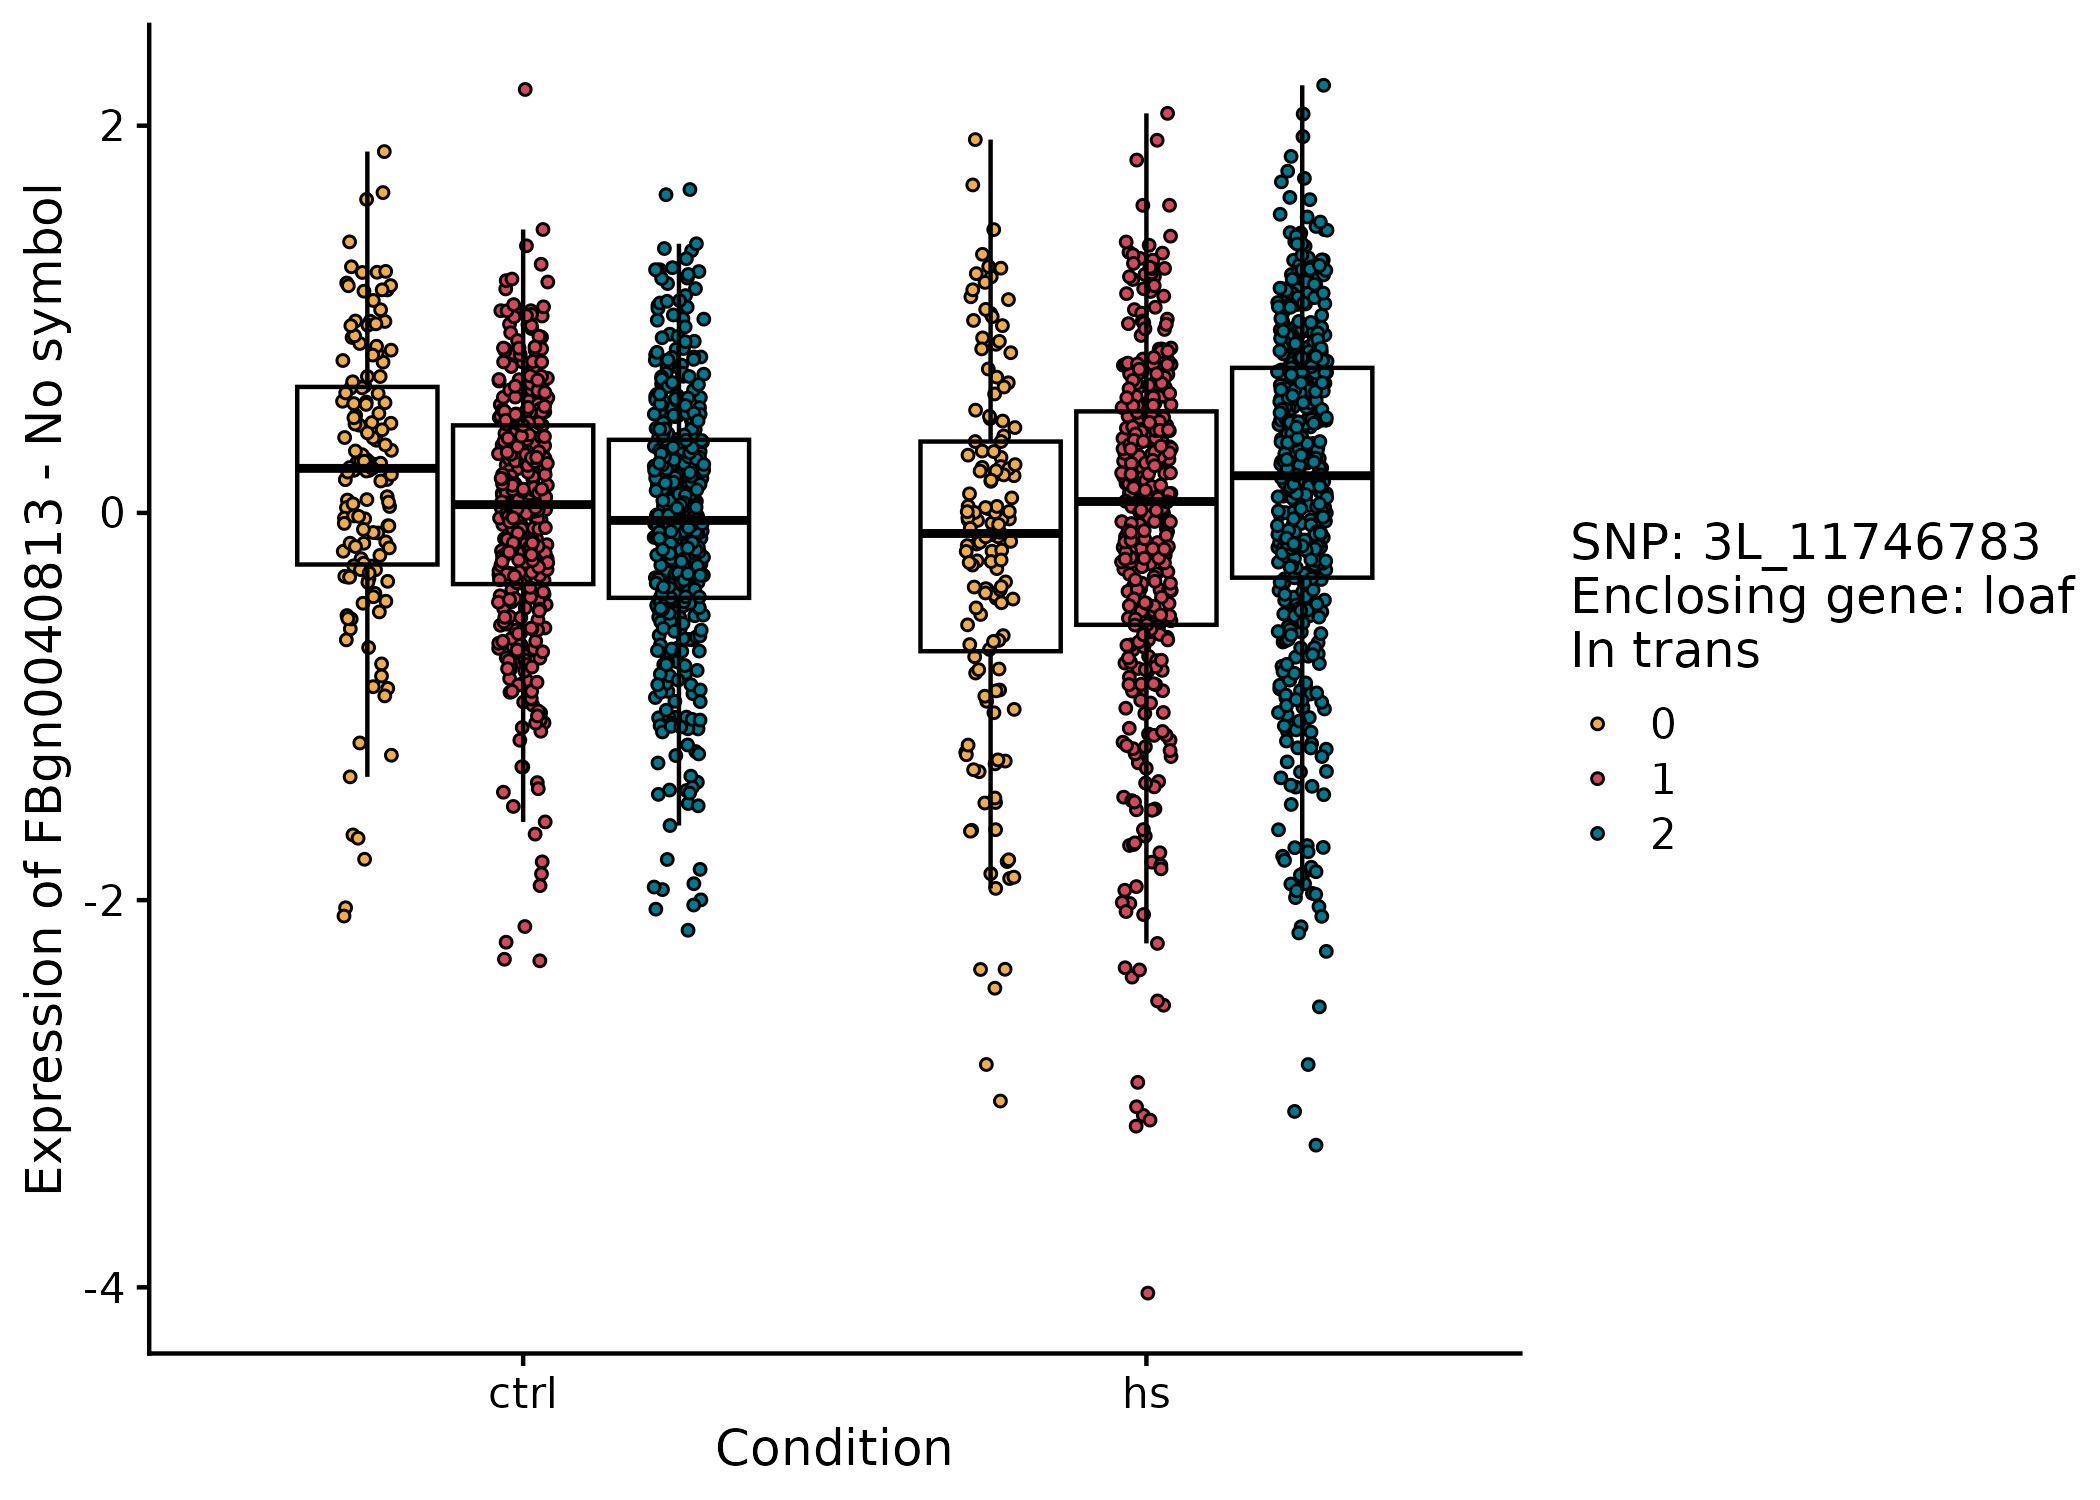 Expression of FBgn0040813 - No symbol
2
0
-2
-4
ctrl
hs
Condition
SNP: 3L_11746783
Enclosing gene: loaf
In trans
0
1
2